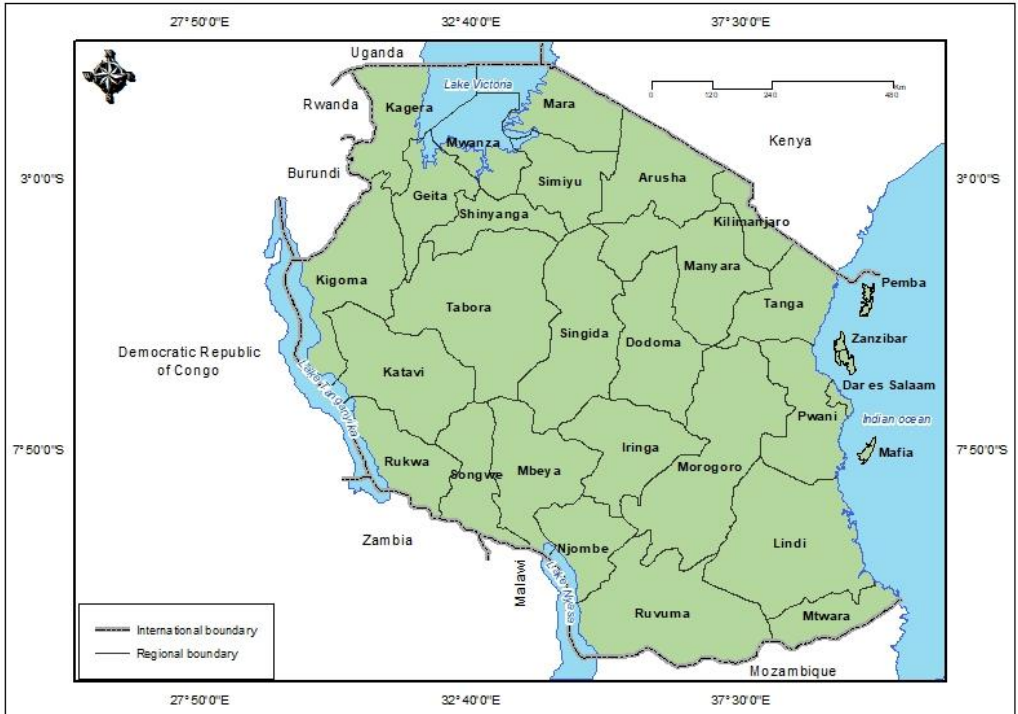 27°50'0"E
32°40'0"E
37°30'0"E
Uganda
Lake Victoria
Km
0
120
240
480
Rwanda
Kagera
Mara
Kenya
Mwanza
3°0'0"S
Burundi
Geita
Simiyu
Arusha
3°0'0"S
Shinyanga
Kilimanjaro
Manyara
Kigoma
Tabora
Tanga
Pemba
Singida
Dodoma
Zanzibar
Democratic Republic
of Congo
Katavi
Lake Tanganyika
Dar es Salaam
Pwani
Indian ocean
7°50'0"S
Rukwa
Songwe
Mbeya
Iringa
Morogoro
Mafia
7°50'0"S
Zambia
Njombe
Lindi
Malawi
Lake Nyasa
Ruvuma
Mtwara
International boundary
Regional boundary
Mozambique
27°50'0"E
32°40'0"E
37°30'0"E